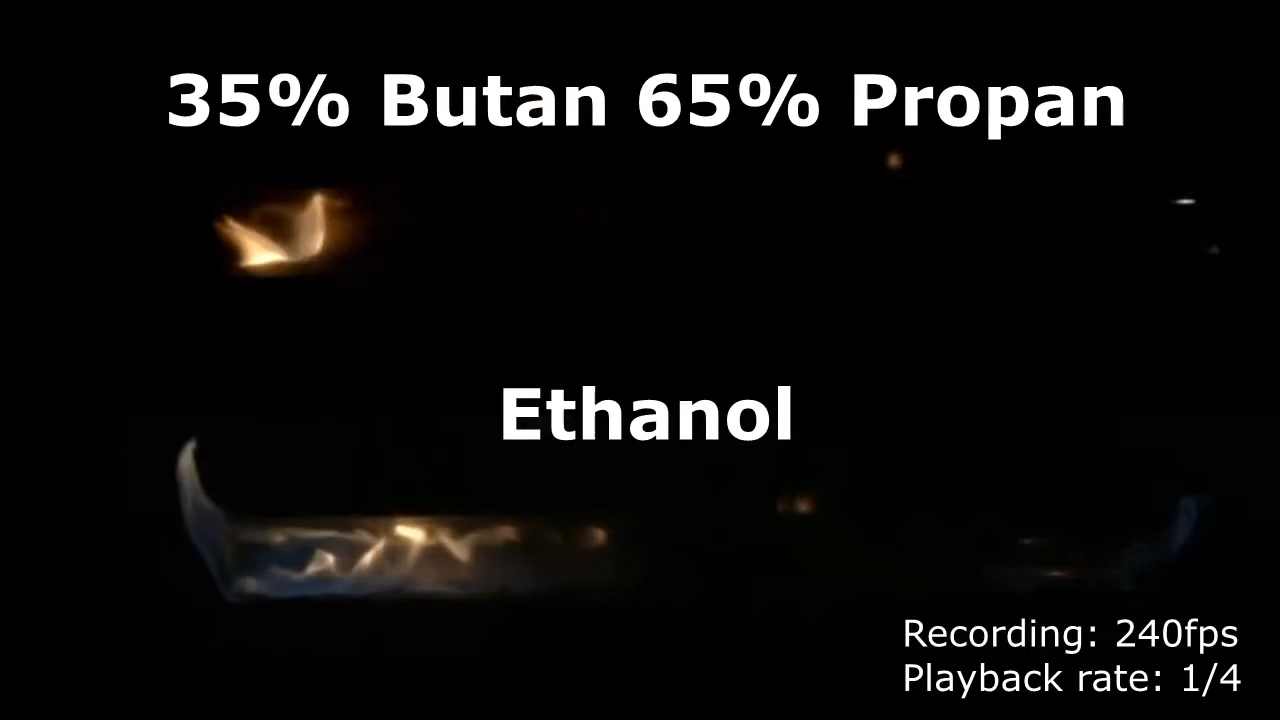 35% Butan 65% Propan
Ethanol
Recording: 240fps
Playback rate: 1/4